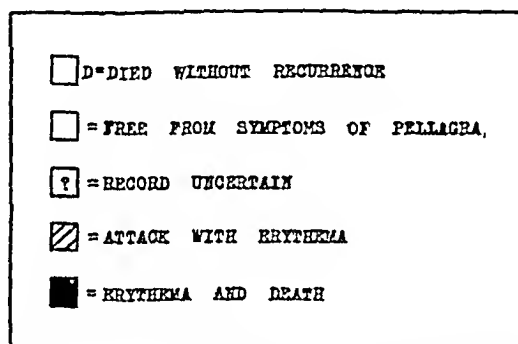 D=DIED WITHOUT RECURRENCE
=FREE FROM SYMPTOMS OF PELLAGRA.
? =RECORD UNCERTAIN
=ATTACK WITH ERYTHEMA
=ERYTHEMA AND DEATH